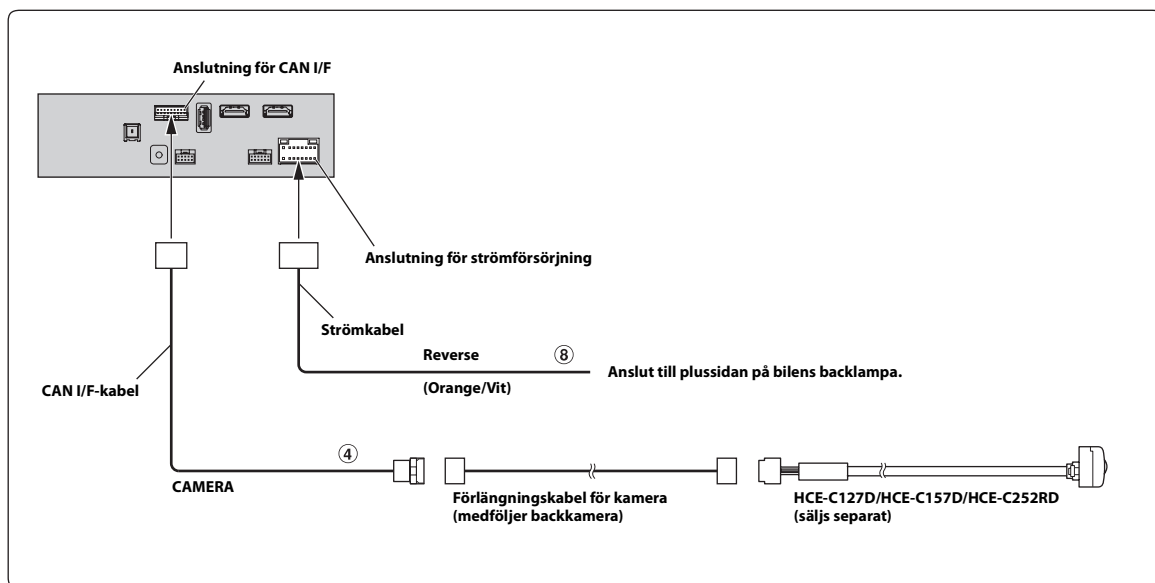 Anslutning för CAN I/F
Anslutning för strömförsörjning
Strömkabel
Reverse
⑧
Anslut till plussidan på bilens backlampa.
(Orange/Vit)
CAN I/F-kabel
④
CAMERA
Förlängningskabel för kamera
(medföljer backkamera)
HCE-C127D/HCE-C157D/HCE-C252RD
(säljs separat)